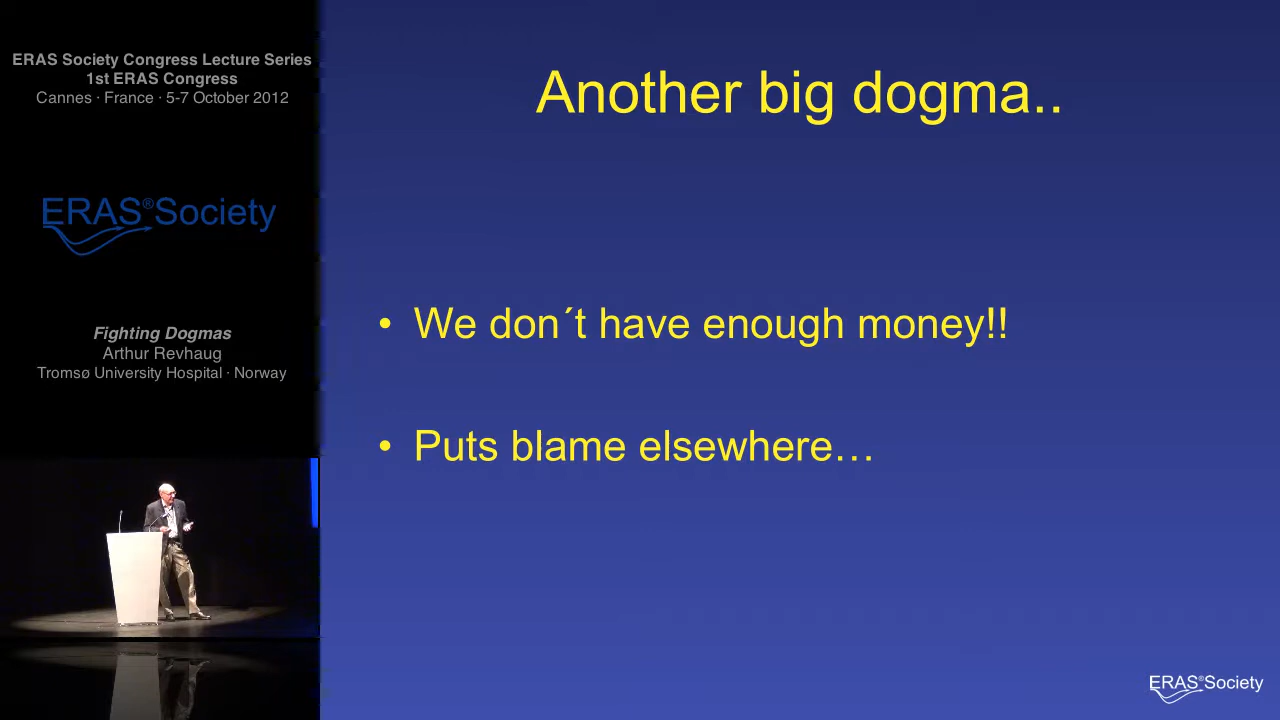 ERAS Society Congress Lecture Series
1st ERAS Congress
Cannes · France · 5-7 October 2012
ERAS®Society
Fighting Dogmas
Arthur Revhaug
Tromsø University Hospital · Norway
Another big dogma..
• We don´t have enough money!!
• Puts blame elsewhere…
ERAS®Society